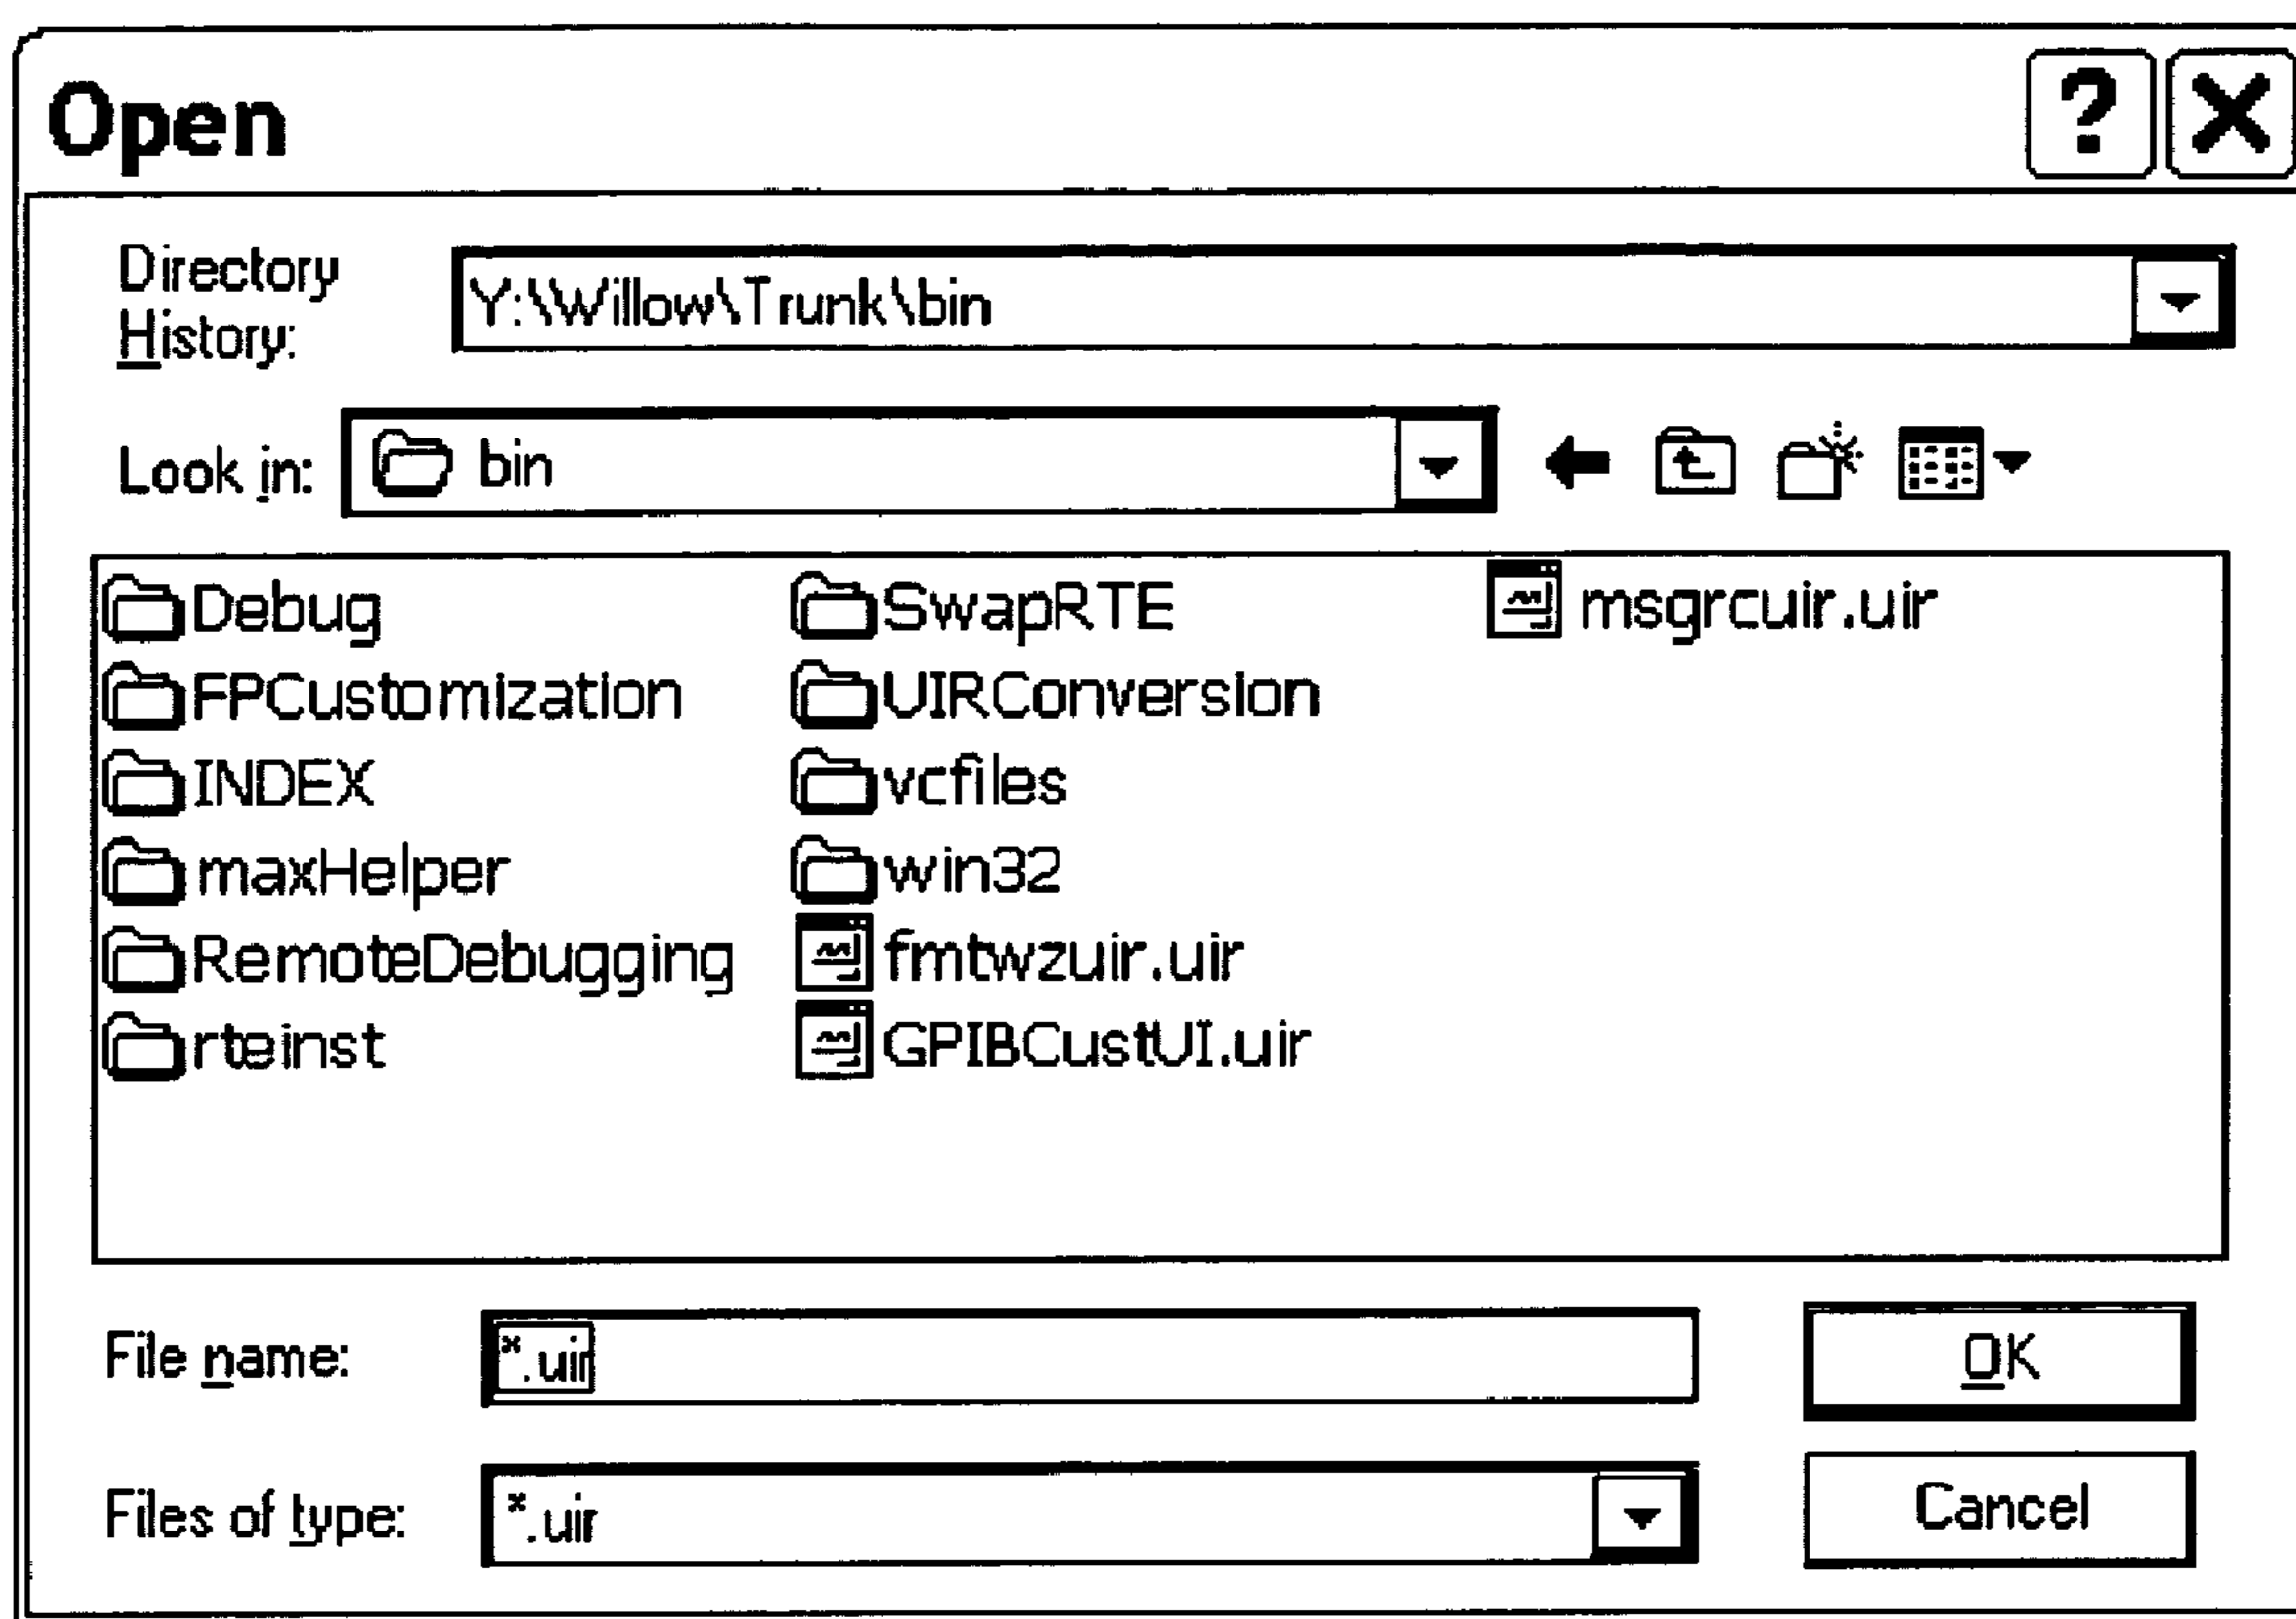 Open
Directory
History:
Y:\Willow\Trunk\bin
Look in:
bin
Debug
FPCustomization
INDEX
maxHelper
RemoteDebugging
rteinst
SwapRTE
UIRConversion
vcfiles
win32
fmtwzuir.uir
GPIBCustUI.uir
msgrcuir.uir
File name:
*.uir
OK
Files of type:
*.uir
Cancel